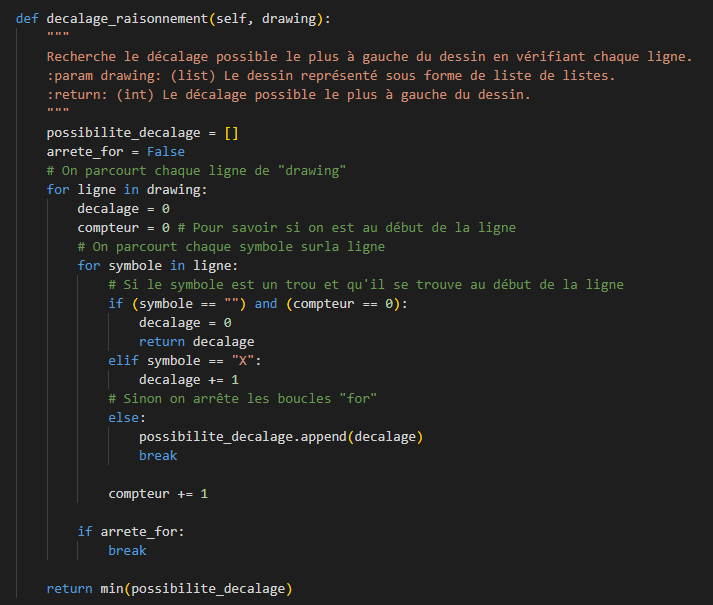 def decalage_raisonnement(self, drawing):
    """
    Recherche le décalage possible le plus à gauche du dessin en vérifiant chaque ligne.
    :param drawing: (list) Le dessin représenté sous forme de liste de listes.
    :return: (int) Le décalage possible le plus à gauche du dessin.
    """
    possibilite_decalage = []
    arrete_for = False
    # On parcourt chaque ligne de "drawing"
    for ligne in drawing:
        decalage = 0
        compteur = 0 # Pour savoir si on est au début de la ligne
        # On parcourt chaque symbole surla ligne
        for symbole in ligne:
            # Si le symbole est un trou et qu'il se trouve au début de la ligne
            if (symbole == "") and (compteur == 0):
                decalage = 0
                return decalage
            elif symbole == "X":
                decalage += 1
            # Sinon on arrête les boucles "for"
            else:
                possibilite_decalage.append(decalage)
                break

            compteur += 1

        if arrete_for:
            break

    return min(possibilite_decalage)